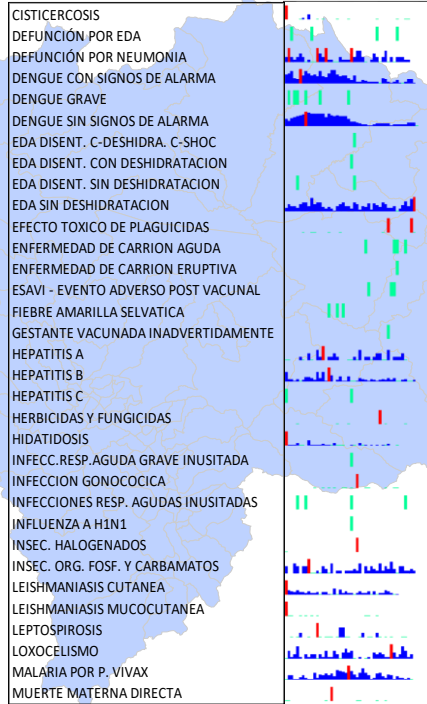 CISTICERCOSIS
DEFUNCIÓN POR EDA
DEFUNCIÓN POR NEUMONIA
DENGUE CON SIGNOS DE ALARMA
DENGUE GRAVE
DENGUE SIN SIGNOS DE ALARMA
EDA DISENT. C-DESHIDRA. C-SHOC
EDA DISENT. CON DESHIDRATACION
EDA DISENT. SIN DESHIDRATACION
EDA SIN DESHIDRATACION
EFECTO TOXICO DE PLAGUICIDAS
ENFERMEDAD DE CARRION AGUDA
ENFERMEDAD DE CARRION ERUPTIVA
ESAVI - EVENTO ADVERSO POST VACUNAL
FIEBRE AMARILLA SELVATICA
GESTANTE VACUNADA INADVERTIDAMENTE
HEPATITIS A
HEPATITIS B
HEPATITIS C
HERBICIDAS Y FUNGICIDAS
HIDATIDOSIS
INFECC.RESP.AGUDA GRAVE INUSITADA
INFECCION GONOCOCICA
INFECCIONES RESP. AGUDAS INUSITADAS
INFLUENZA A H1N1
INSEC. HALOGENADOS
INSEC. ORG. FOSF. Y CARBAMATOS
LEISHMANIASIS CUTANEA
LEISHMANIASIS MUCOCUTANEA
LEPTOSPIROSIS
LOXOCELISMO
MALARIA POR P. VIVAX
MUERTE MATERNA DIRECTA